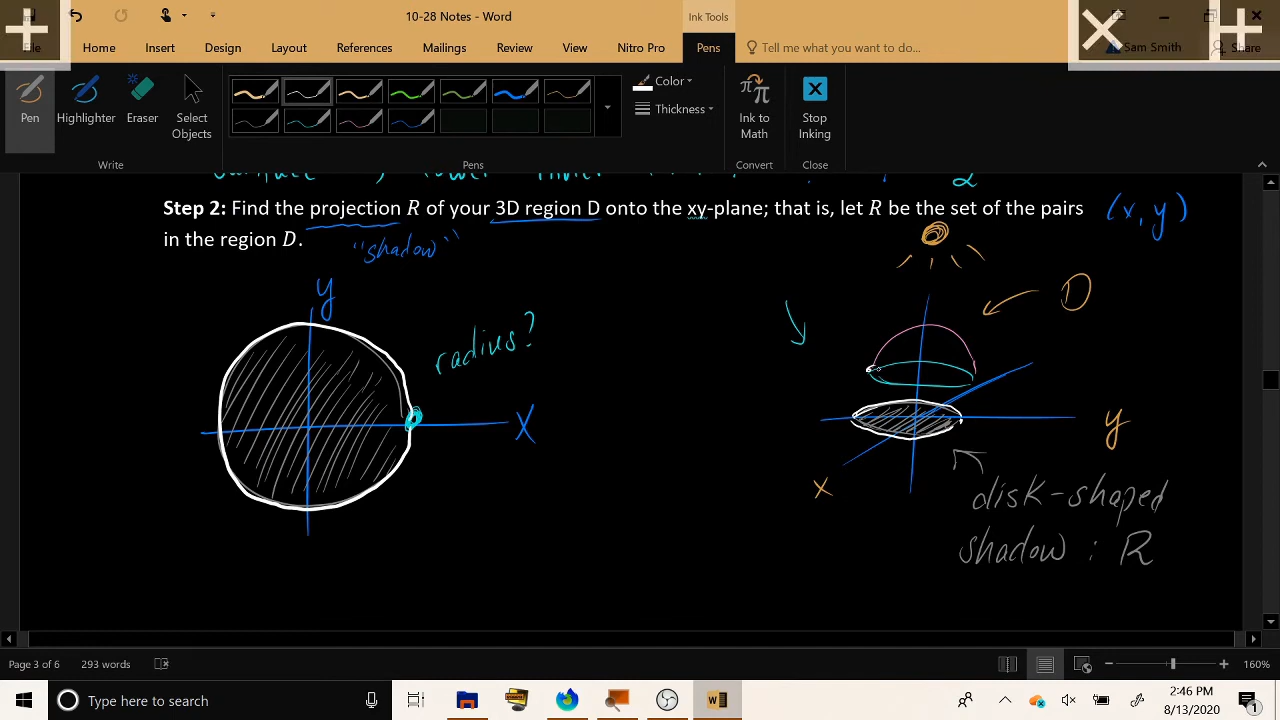 10-28 Notes - Word
Ink Tools
File Home Insert Design Layout References Mailings Review View Nitro Pro Pens Tell me what you want to do... Sam Smith Share
Pen Highlighter Eraser Select Objects
Color
Thickness
Ink to Math
Stop Inking
Write Pens Convert Close
Step 2: Find the projection R of your 3D region D onto the xy-plane; that is, let R be the set of the pairs (x, y)
in the region D.
"shadow"
y
D
radius?
X
y
x
disk-shaped
shadow : R
Page 3 of 6 293 words 160%
Type here to search
2:46 PM
8/13/2020
1